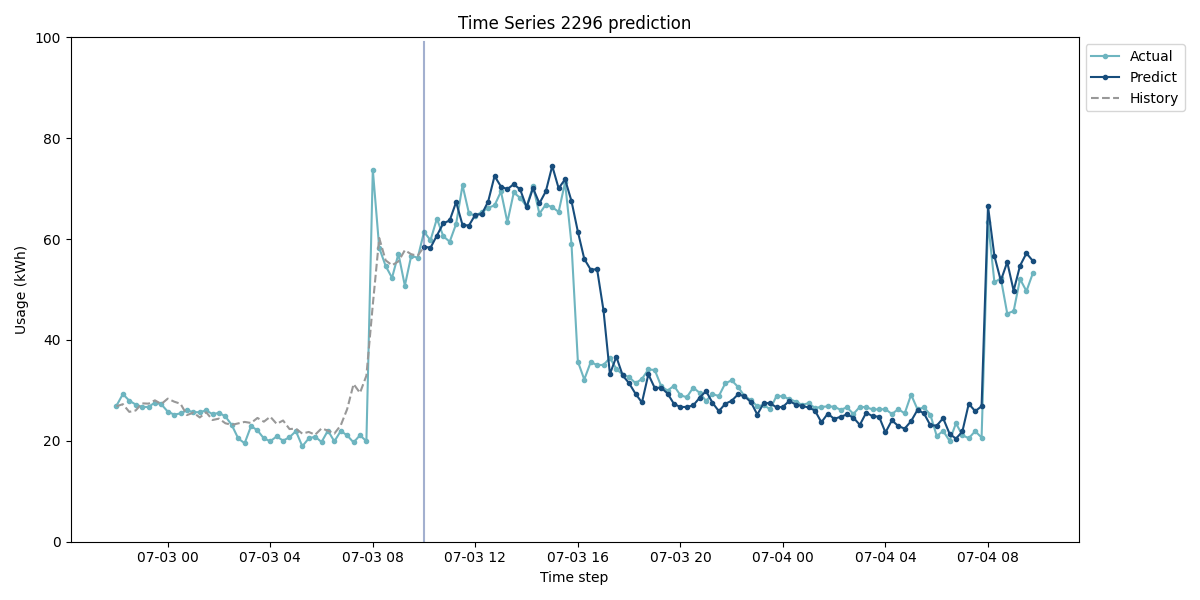 Time Series 2296 prediction
100
80
60
40
20
0
Usage (kWh)
07-03 00
07-03 04
07-03 08
07-03 12
07-03 16
07-03 20
07-04 00
07-04 04
07-04 08
Time step
Actual
Predict
History